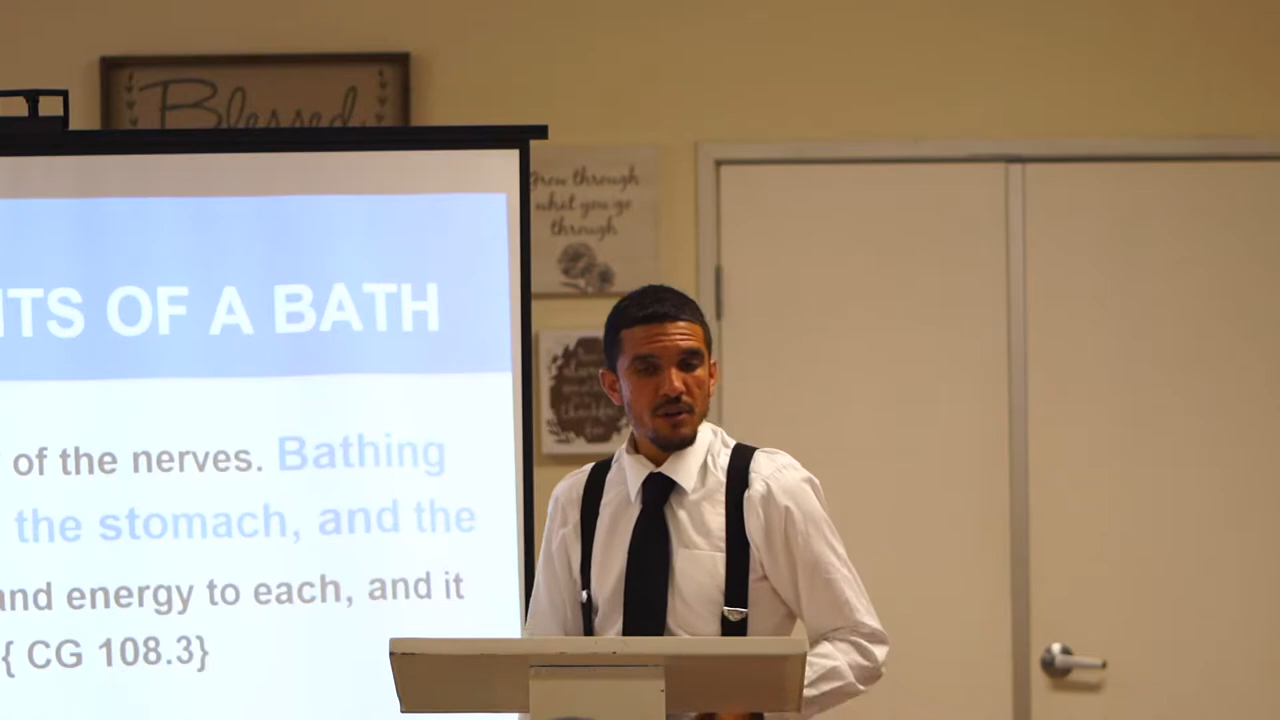 Blessed
Grow through
what you go
through
ITS OF A BATH
of the nerves. Bathing
the stomach, and the
and energy to each, and it
{ CG 108.3}
thankful